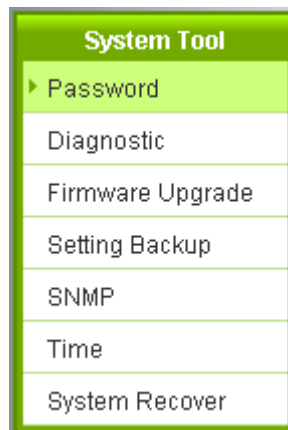 System Tool
Password
Diagnostic
Firmware Upgrade
Setting Backup
SNMP
Time
System Recover